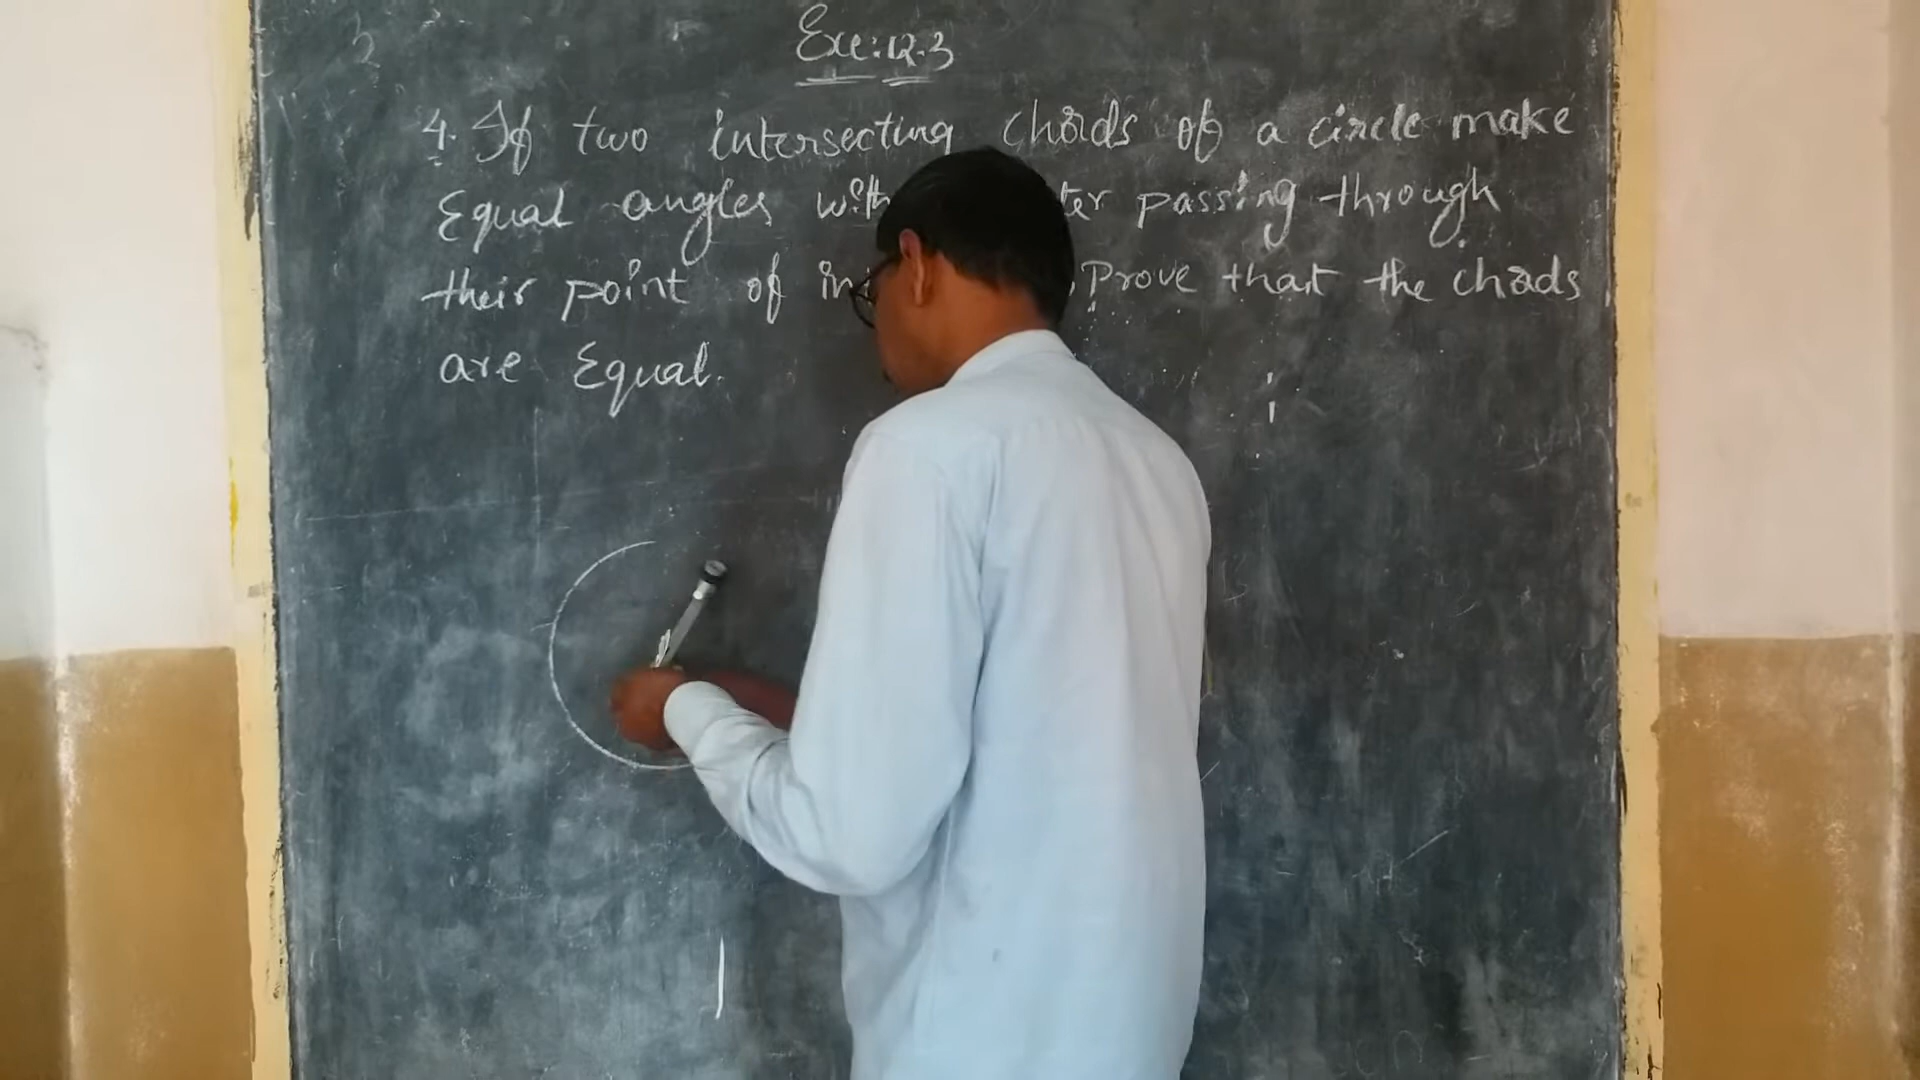 Exe:12.3
4. If two intersecting chords of a circle make
Equal angles with ter passing through
their point of in Prove that the chords
are Equal.